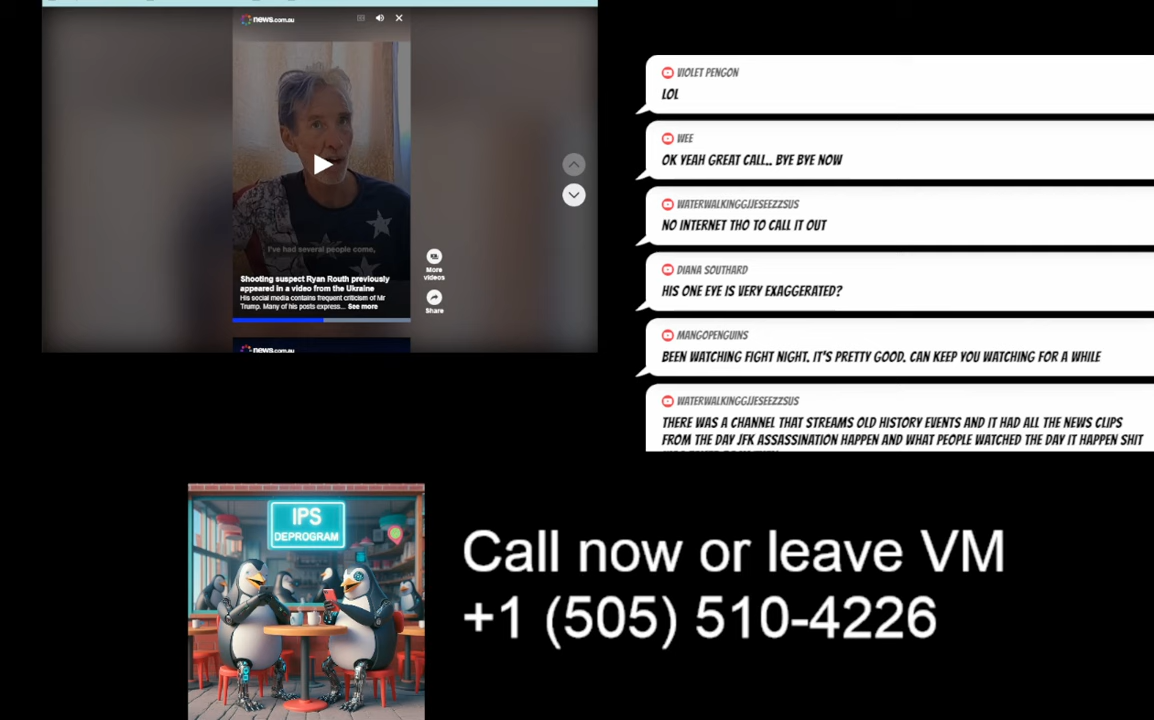 news.com.au
I've had several people come,
Shooting suspect Ryan Routh previously
appeared in a video from the Ukraine
His social media contains frequent criticism of Mr
Trump. Many of his posts express... See more
More
videos
Share
news.com.au
VIOLET PENGON
LOL
WEE
OK YEAH GREAT CALL.. BYE BYE NOW
WATERWALKINGGJJESEEZZSUS
NO INTERNET THO TO CALL IT OUT
DIANA SOUTHARD
HIS ONE EYE IS VERY EXAGGERATED?
MANGOPENGUINS
BEEN WATCHING FIGHT NIGHT, IT'S PRETTY GOOD. CAN KEEP YOU WATCHING FOR A WHILE
WATERWALKINGGJJESEEZZSUS
THERE WAS A CHANNEL THAT STREAMS OLD HISTORY EVENTS AND IT HAD ALL THE NEWS CLIPS
FROM THE DAY JFK ASSASSINATION HAPPEN AND WHAT PEOPLE WATCHED THE DAY IT HAPPEN SHIT
IPS
DEPROGRAM
Call now or leave VM
+1 (505) 510-4226